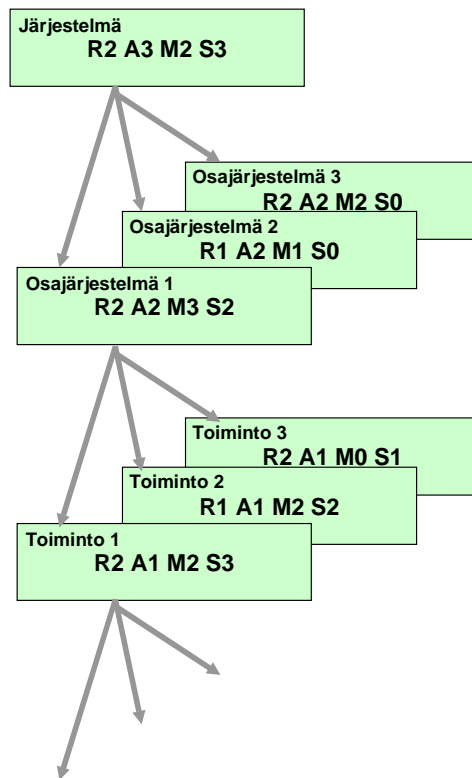 Järjestelmä
R2 A3 M2 S3
Osajärjestelmä 3
R2 A2 M2 S0
Osajärjestelmä 2
R1 A2 M1 S0
Osajärjestelmä 1
R2 A2 M3 S2
Toiminto 3
R2 A1 M0 S1
Toiminto 2
R1 A1 M2 S2
Toiminto 1
R2 A1 M2 S3